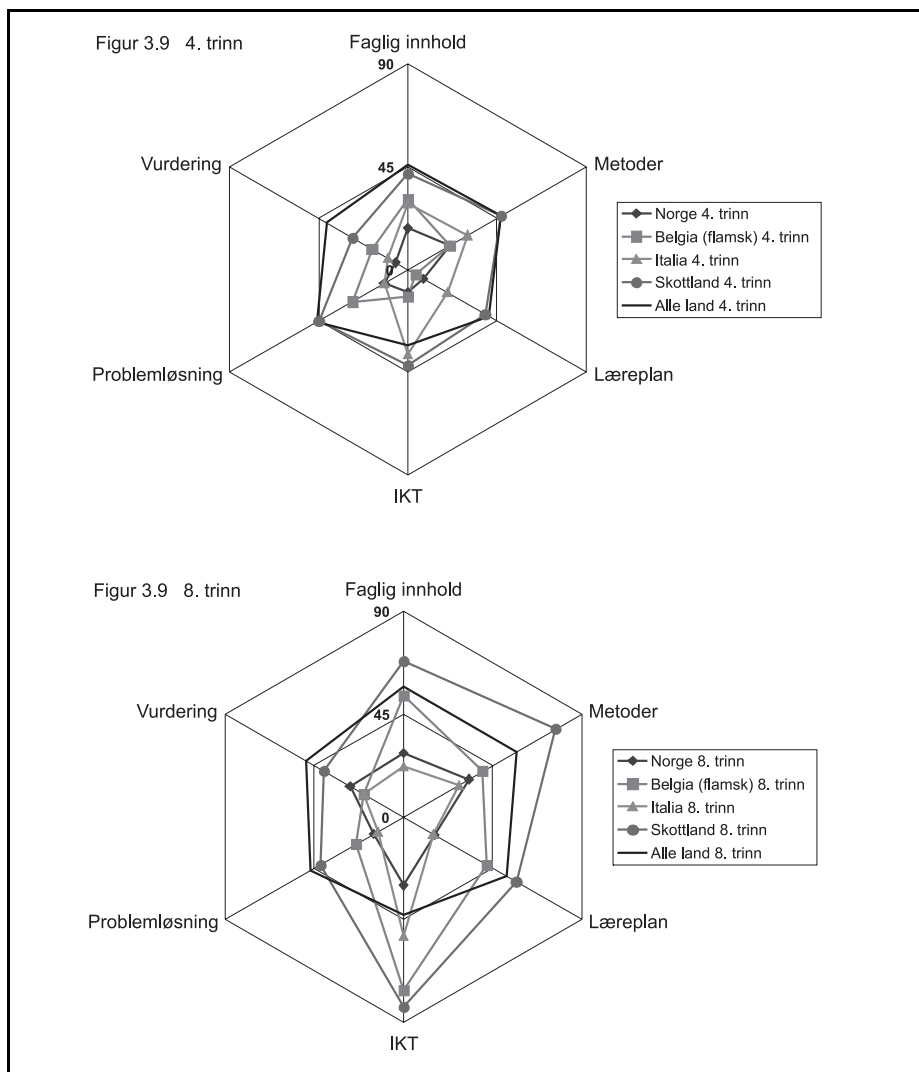 Figur 3.9 4. trinn
Faglig innhold
90
Vurdering
45
Metoder
0
Norge 4. trinn
Belgia (flamsk) 4. trinn
Italia 4. trinn
Skottland 4. trinn
Alle land 4. trinn
Problemløsning
Læreplan
IKT
Figur 3.9 8. trinn
Faglig innhold
90
Vurdering
45
Metoder
0
Norge 8. trinn
Belgia (flamsk) 8. trinn
Italia 8. trinn
Skottland 8. trinn
Alle land 8. trinn
Problemløsning
Læreplan
IKT